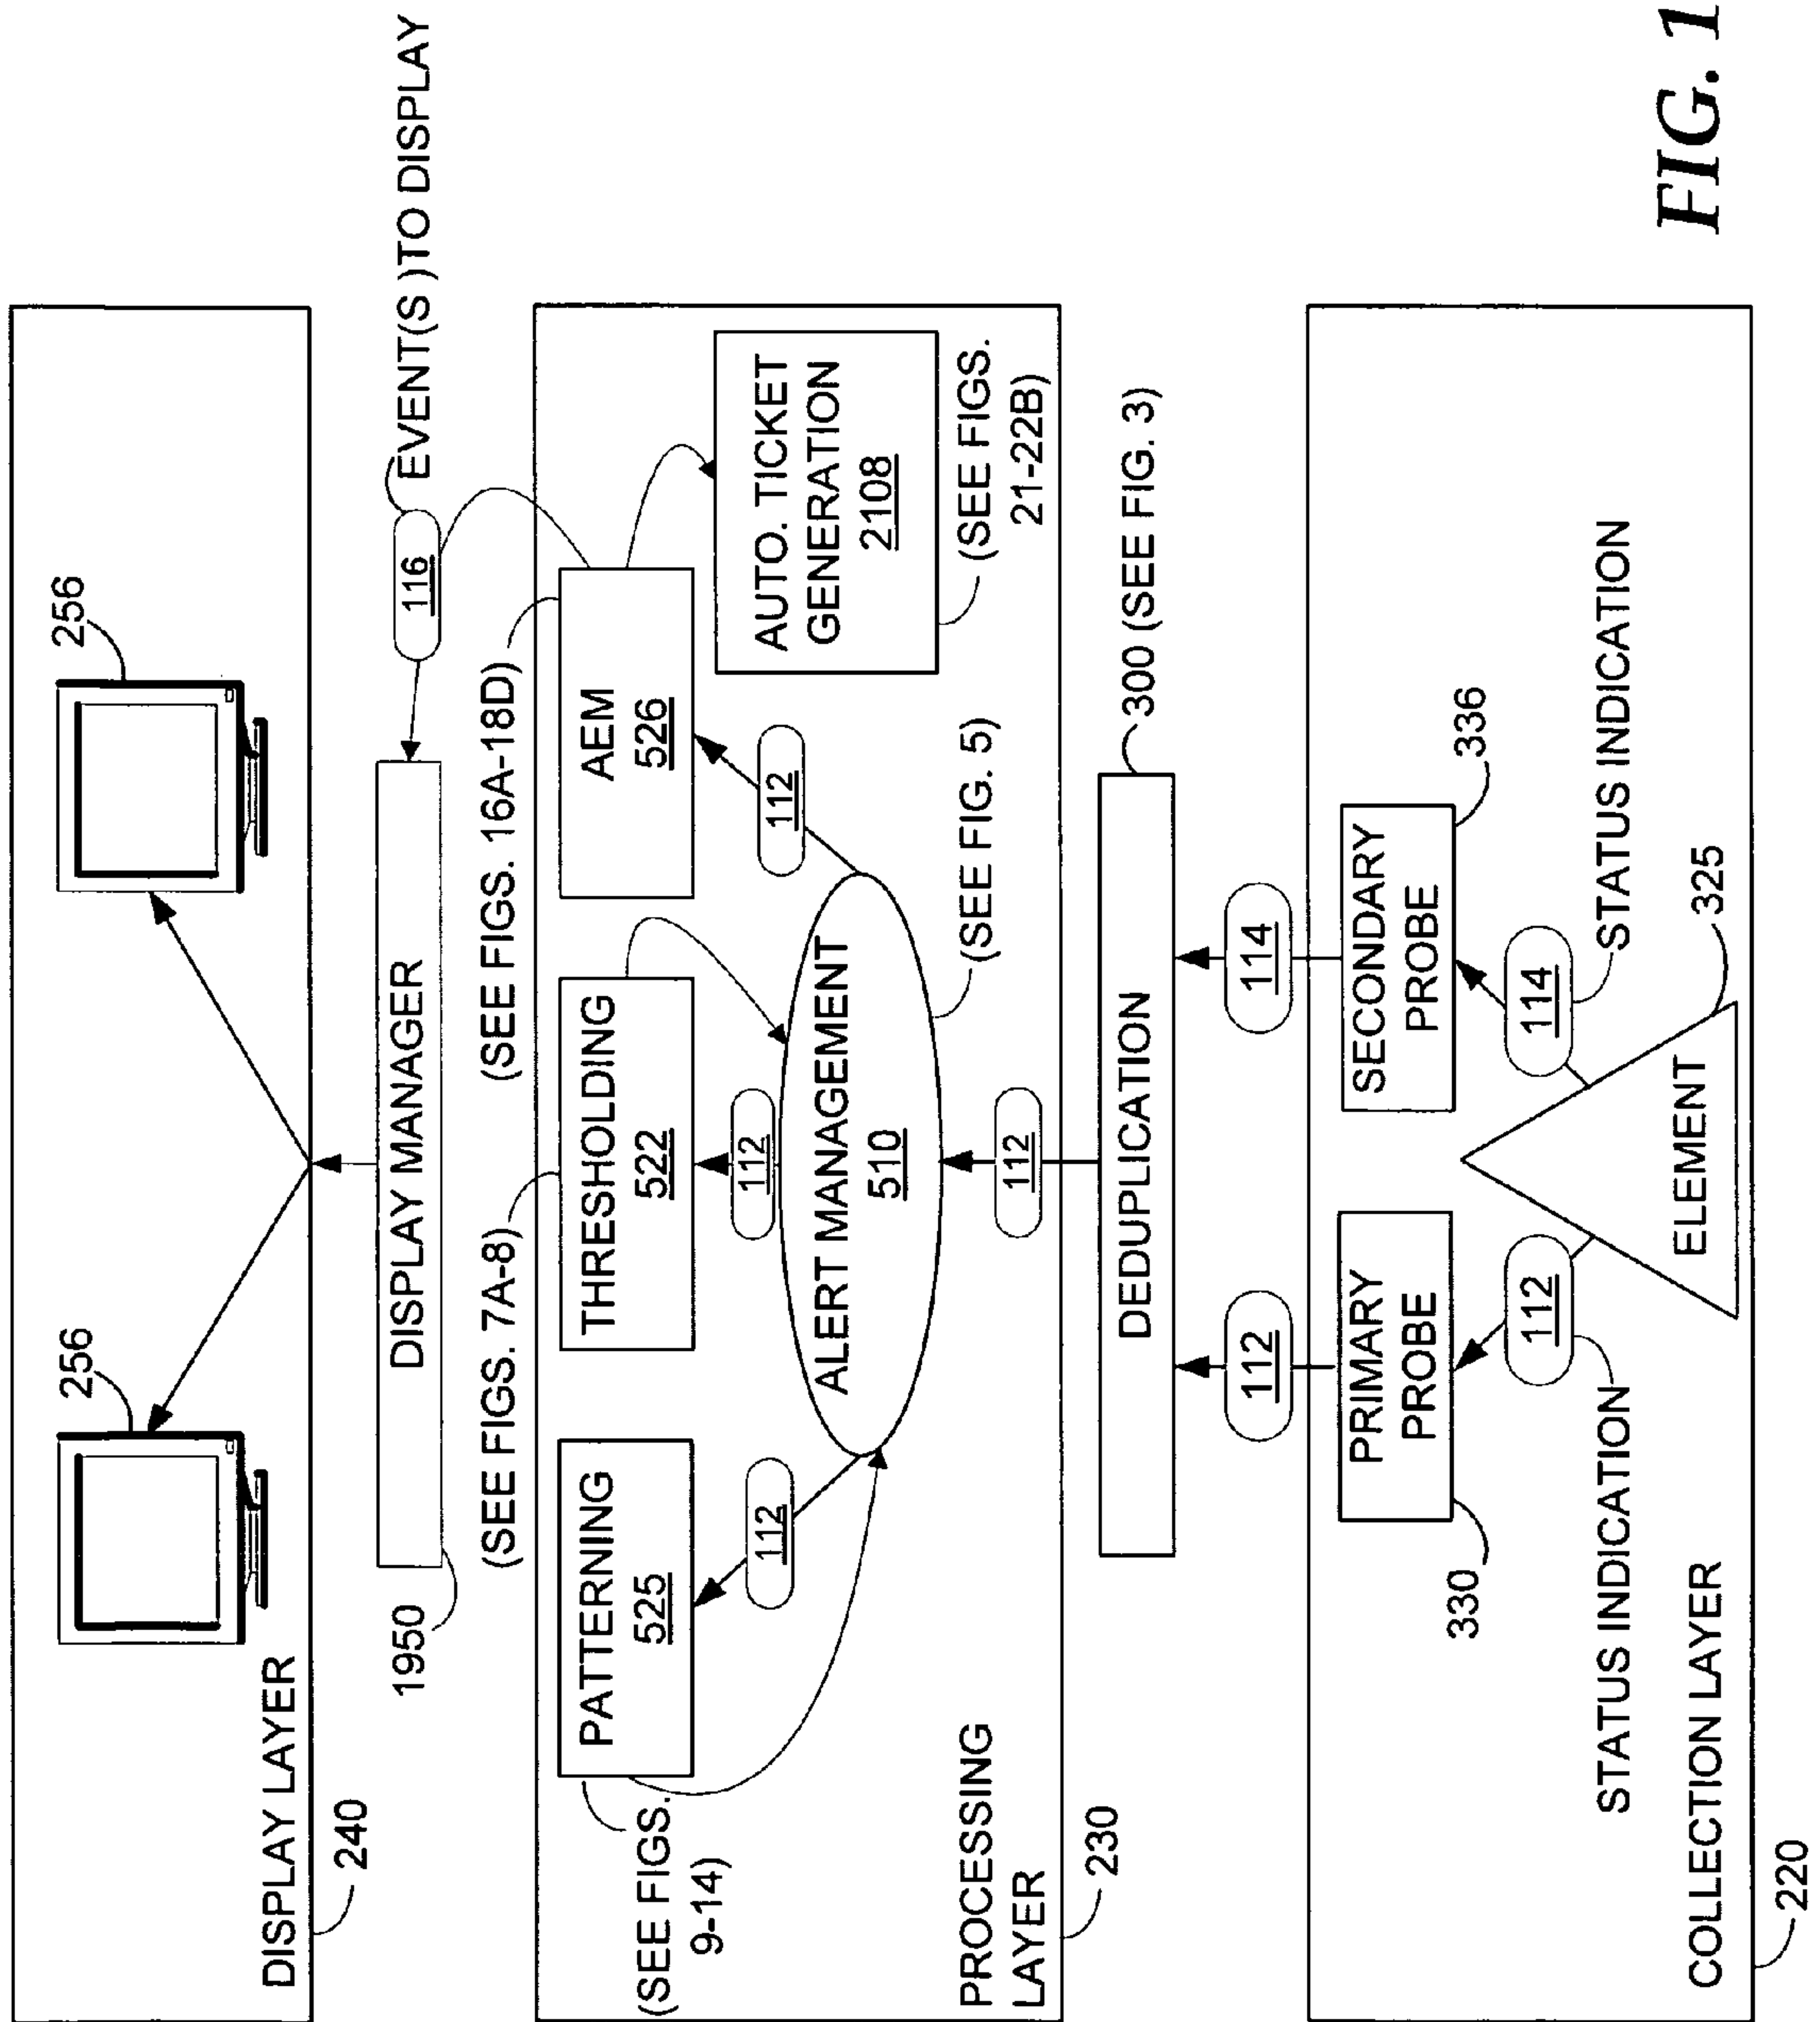 256
256
DISPLAY LAYER
240
1950
DISPLAY MANAGER
116
EVENT(S )TO DISPLAY
(SEE FIGS. 7A-8)
(SEE FIGS. 16A-18D)
PATTERNING
525
THRESHOLDING
522
AEM
526
AUTO. TICKET
GENERATION
2108
(SEE FIGS.
9-14)
112
112
112
(SEE FIGS.
21-22B)
ALERT MANAGEMENT
510
(SEE FIG. 5)
112
PROCESSING
LAYER
230
DEDUPLICATION
300 (SEE FIG. 3)
112
114
330
PRIMARY
PROBE
SECONDARY
PROBE
336
112
114
STATUS INDICATION
STATUS INDICATION
ELEMENT
325
COLLECTION LAYER
220
FIG. 1